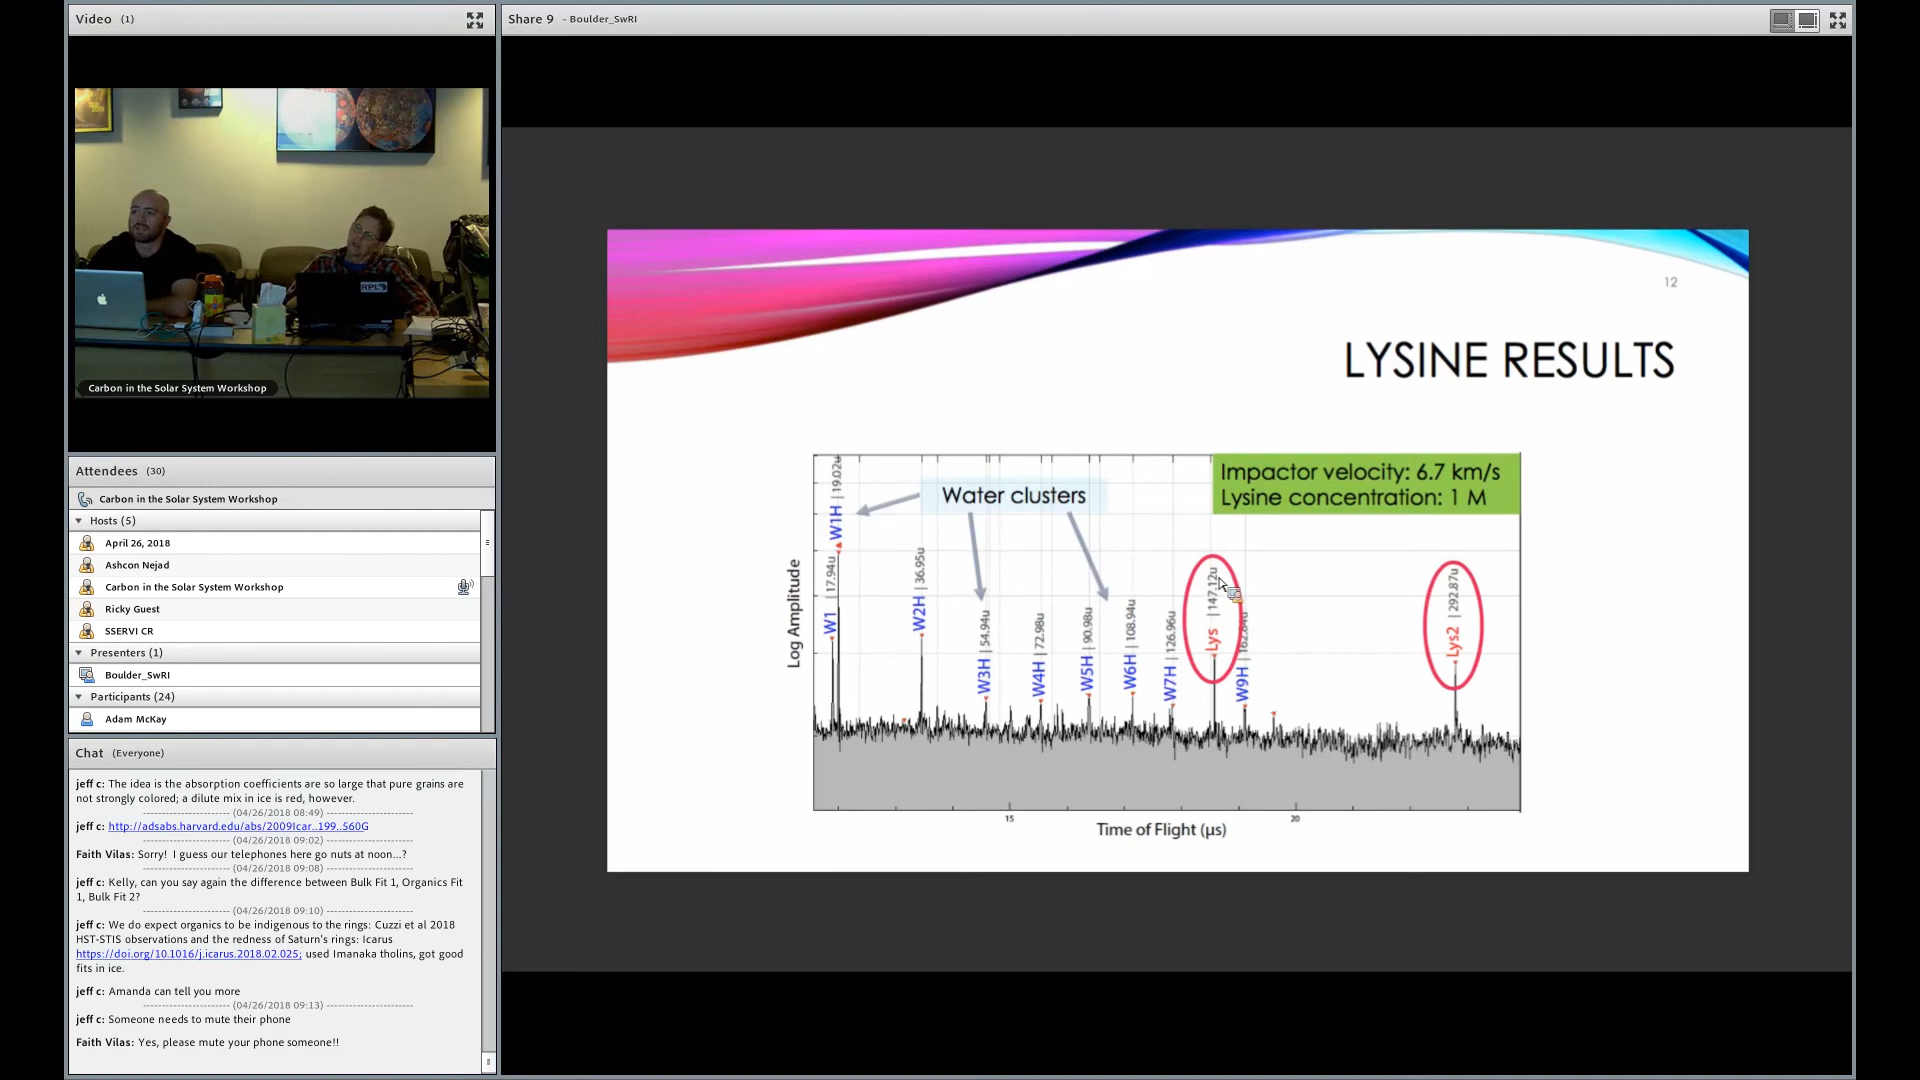 Video (1)
Carbon in the Solar System Workshop
RPL
Attendees (30)
Carbon in the Solar System Workshop
Hosts (5)
April 26, 2018
Ashcon Nejad
Carbon in the Solar System Workshop
Ricky Guest
SSERVI CR
Presenters (1)
Boulder_SwRI
Participants (24)
Adam McKay
Chat (Everyone)
jeff c: The idea is the absorption coefficients are so large that pure grains are
not strongly colored; a dilute mix in ice is red, however.
------------------- (04/26/2018 08:49) -------------------
jeff c: http://adsabs.harvard.edu/abs/2009Icar..199..560G
------------------- (04/26/2018 09:02) -------------------
Faith Vilas: Sorry! I guess our telephones here go nuts at noon...?
------------------- (04/26/2018 09:08) -------------------
jeff c: Kelly, can you say again the difference between Bulk Fit 1, Organics Fit
1, Bulk Fit 2?
------------------- (04/26/2018 09:10) -------------------
jeff c: We do expect organics to be indigenous to the rings: Cuzzi et al 2018
HST-STIS observations and the redness of Saturn's rings: Icarus
https://doi.org/10.1016/j.icarus.2018.02.025; used Imanaka tholins, got good
fits in ice.
jeff c: Amanda can tell you more
------------------- (04/26/2018 09:13) -------------------
jeff c: Someone needs to mute their phone
Faith Vilas: Yes, please mute your phone someone!!
Share 9 - Boulder_SwRI
12
LYSINE RESULTS
Impactor velocity: 6.7 km/s
Lysine concentration: 1 M
Water clusters
Log Amplitude
W1 | 17.94u
W1H | 19.02u
W2H | 36.95u
W3H | 54.94u
W4H | 72.98u
W5H | 90.98u
W6H | 108.94u
W7H | 126.96u
Lys | 147.12u
W9H | 162.84u
Lys2 | 292.87u
15
20
Time of Flight (µs)